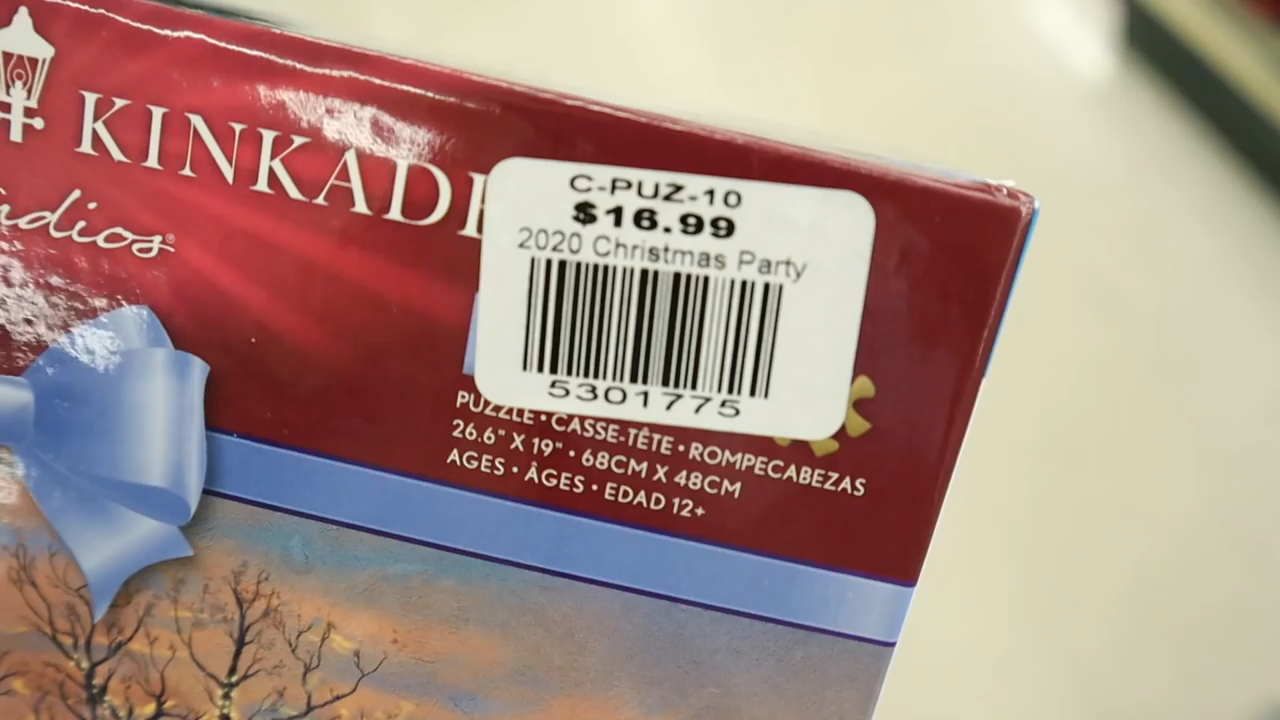 KINKADE
udios®
C-PUZ-10
$16.99
2020 Christmas Party
5301775
PUZZLE • CASSE-TÊTE • ROMPECABEZAS
26.6" X 19" • 68CM X 48CM
AGES • ÂGES • EDAD 12+